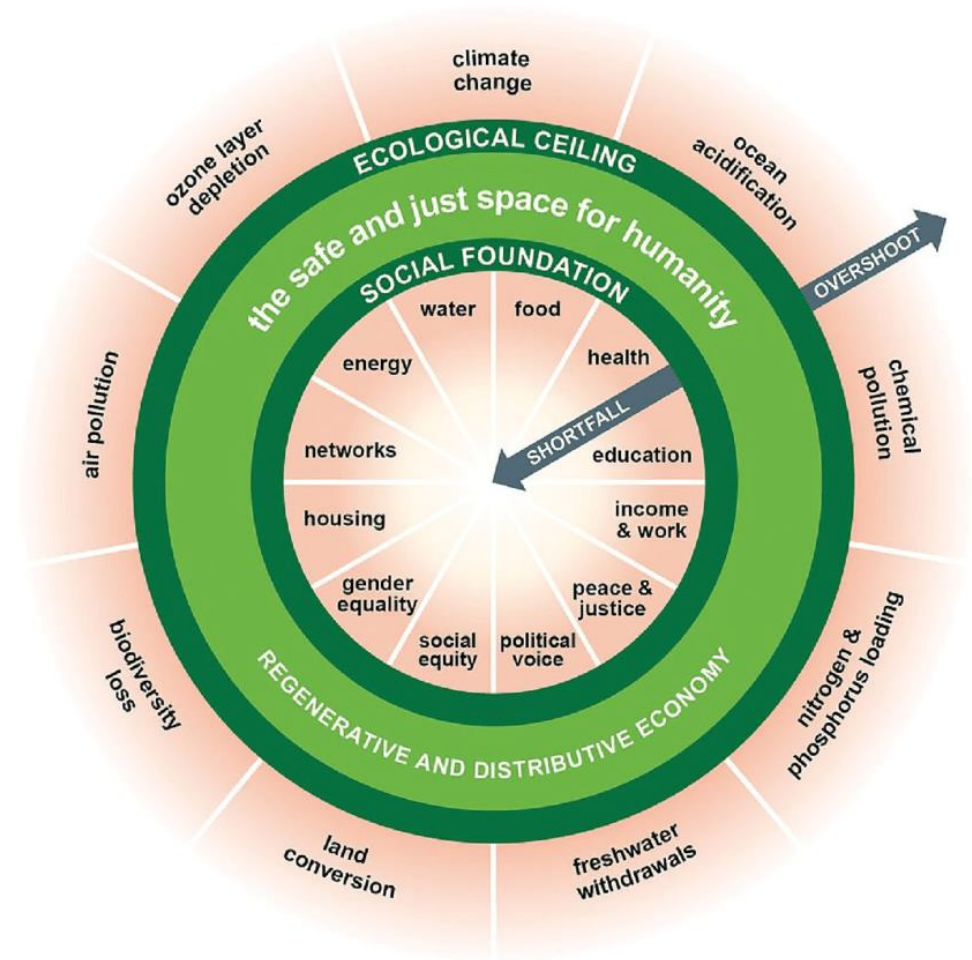 climate
change
ocean
acidification
OVERSHOOT
chemical
pollution
nitrogen &
phosphorus loading
freshwater
withdrawals
land
conversion
biodiversity
loss
air pollution
ozone layer
depletion
ECOLOGICAL CEILING
the safe and just space for humanity
SOCIAL FOUNDATION
water
food
energy
health
SHORTFALL
networks
education
housing
income
& work
gender
equality
peace &
justice
social
equity
political
voice
REGENERATIVE AND DISTRIBUTIVE ECONOMY